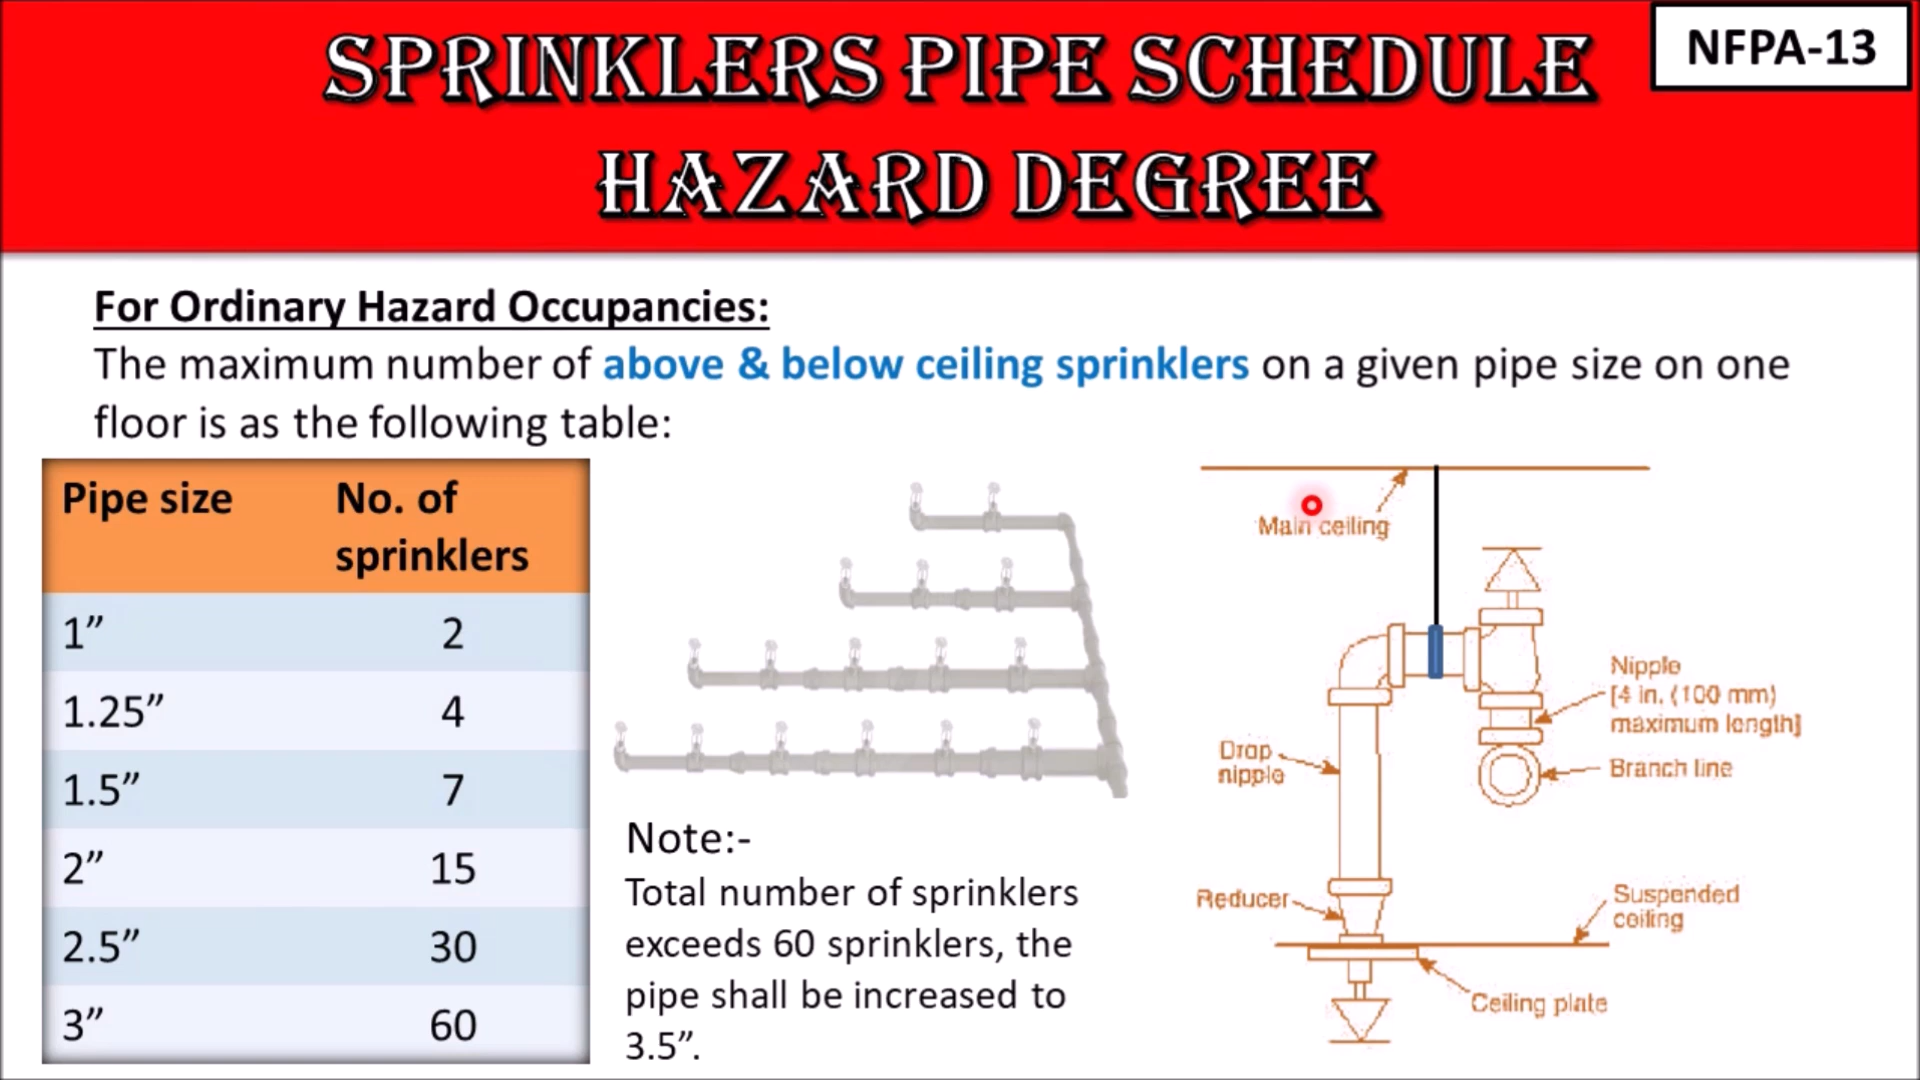 SPRINKLERS PIPE SCHEDULE
NFPA-13
HAZARD DEGREE
For Ordinary Hazard Occupancies:
The maximum number of above & below ceiling sprinklers on a given pipe size on one
floor is as the following table:
Pipe size No. of
sprinklers
1” 2
1.25” 4
1.5” 7
2” 15
2.5” 30
3” 60
Note:-
Total number of sprinklers
exceeds 60 sprinklers, the
pipe shall be increased to
3.5”.
Main ceiling
Nipple
[4 in. (100 mm)
maximum length]
Drop
nipple
Branch line
Reducer
Suspended
ceiling
Ceiling plate